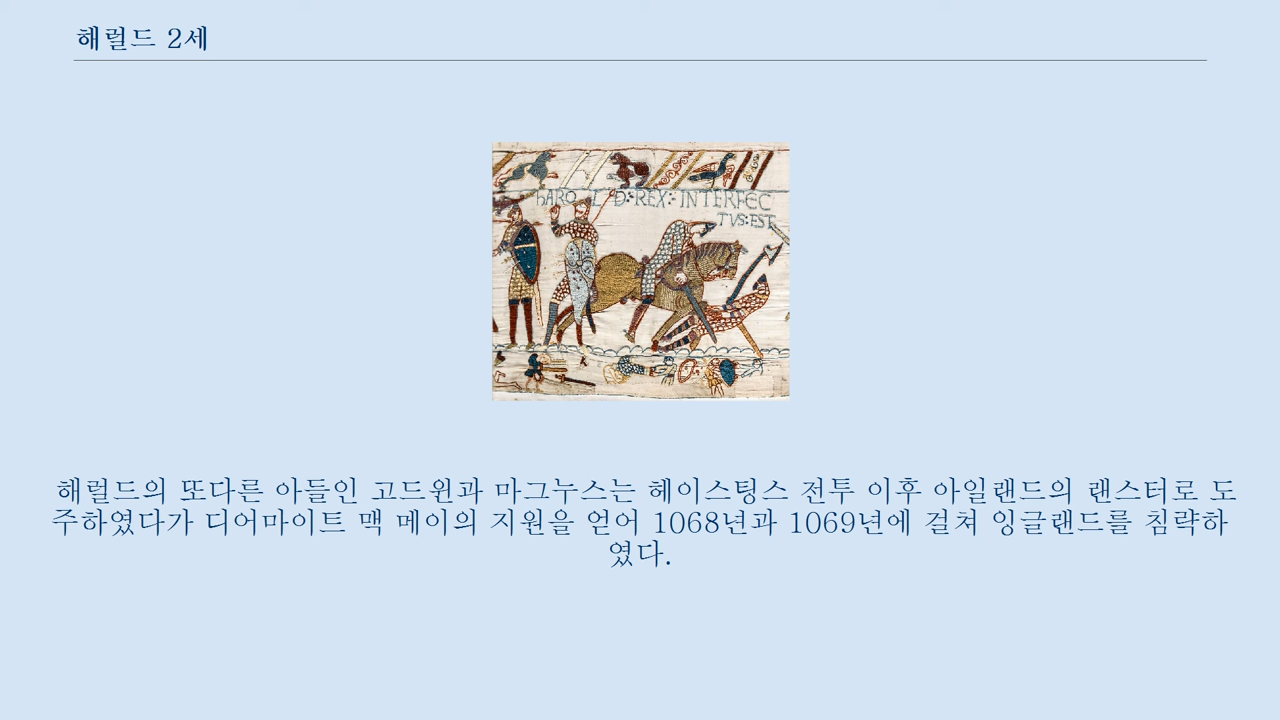 해럴드 2세
hAROLD:REX:INTERFEC
TVS:EST
해럴드의 또다른 아들인 고드윈과 마그누스는 헤이스팅스 전투 이후 아일랜드의 랜스터로 도
주하였다가 디어마이트 맥 메이의 지원을 얻어 1068년과 1069년에 걸쳐 잉글랜드를 침략하
였다.